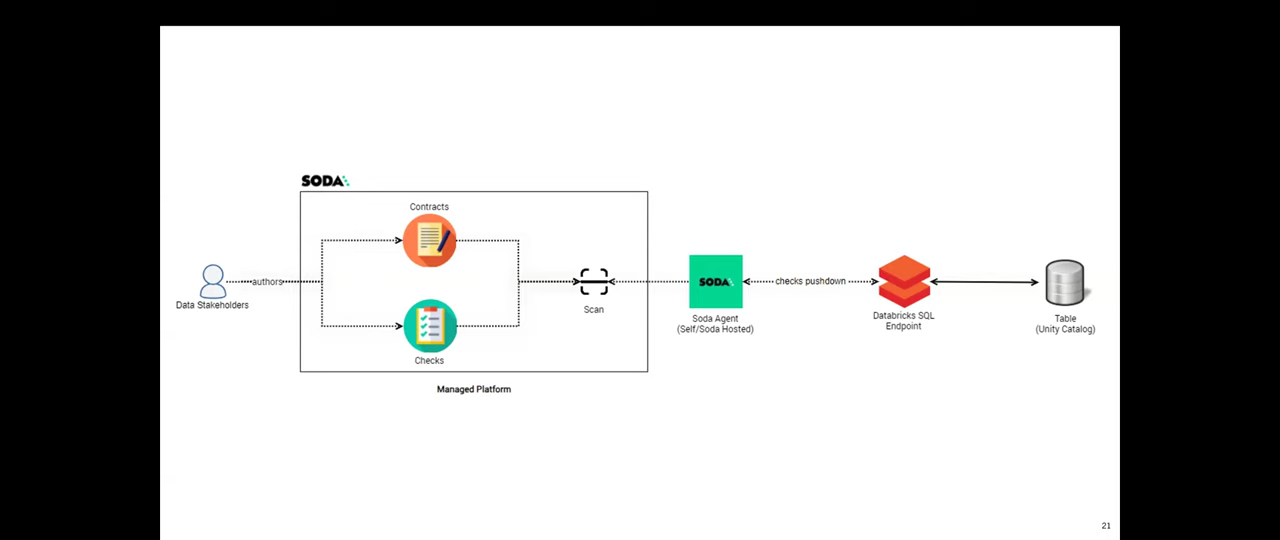 SODA
Contracts
authors
Data Stakeholders
Scan
Checks
Managed Platform
SODA
Soda Agent
(Self/Soda Hosted)
checks pushdown
Databricks SQL
Endpoint
Table
(Unity Catalog)
21